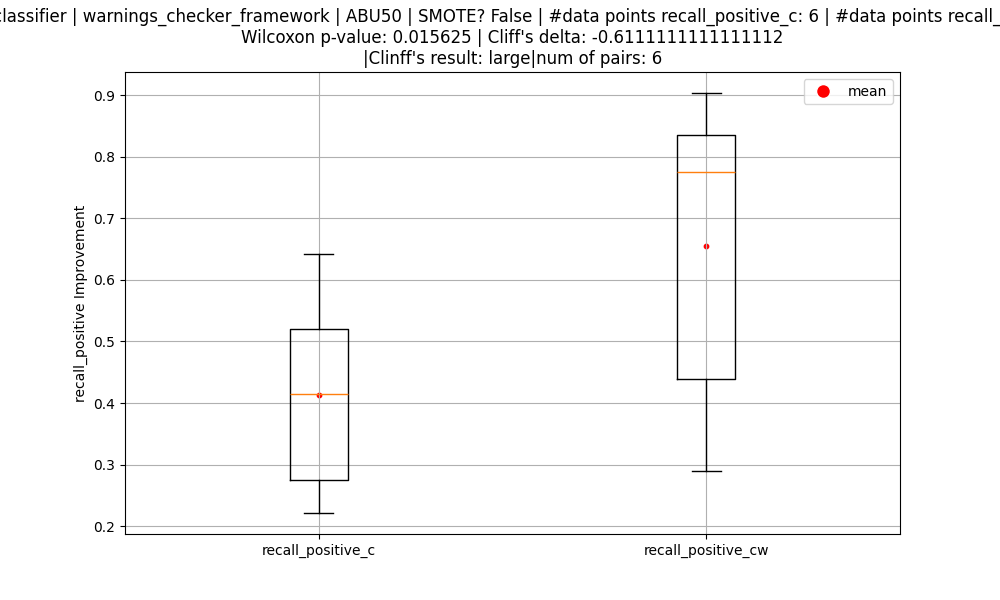 classifier | warnings_checker_framework | ABU50 | SMOTE? False | #data points recall_positive_c: 6 | #data points recall_
Wilcoxon p-value: 0.015625 | Cliff's delta: -0.6111111111111112
|Clinff's result: large|num of pairs: 6
mean
0.9
0.8
0.7
0.6
0.5
0.4
0.3
0.2
recall_positive Improvement
recall_positive_c
recall_positive_cw